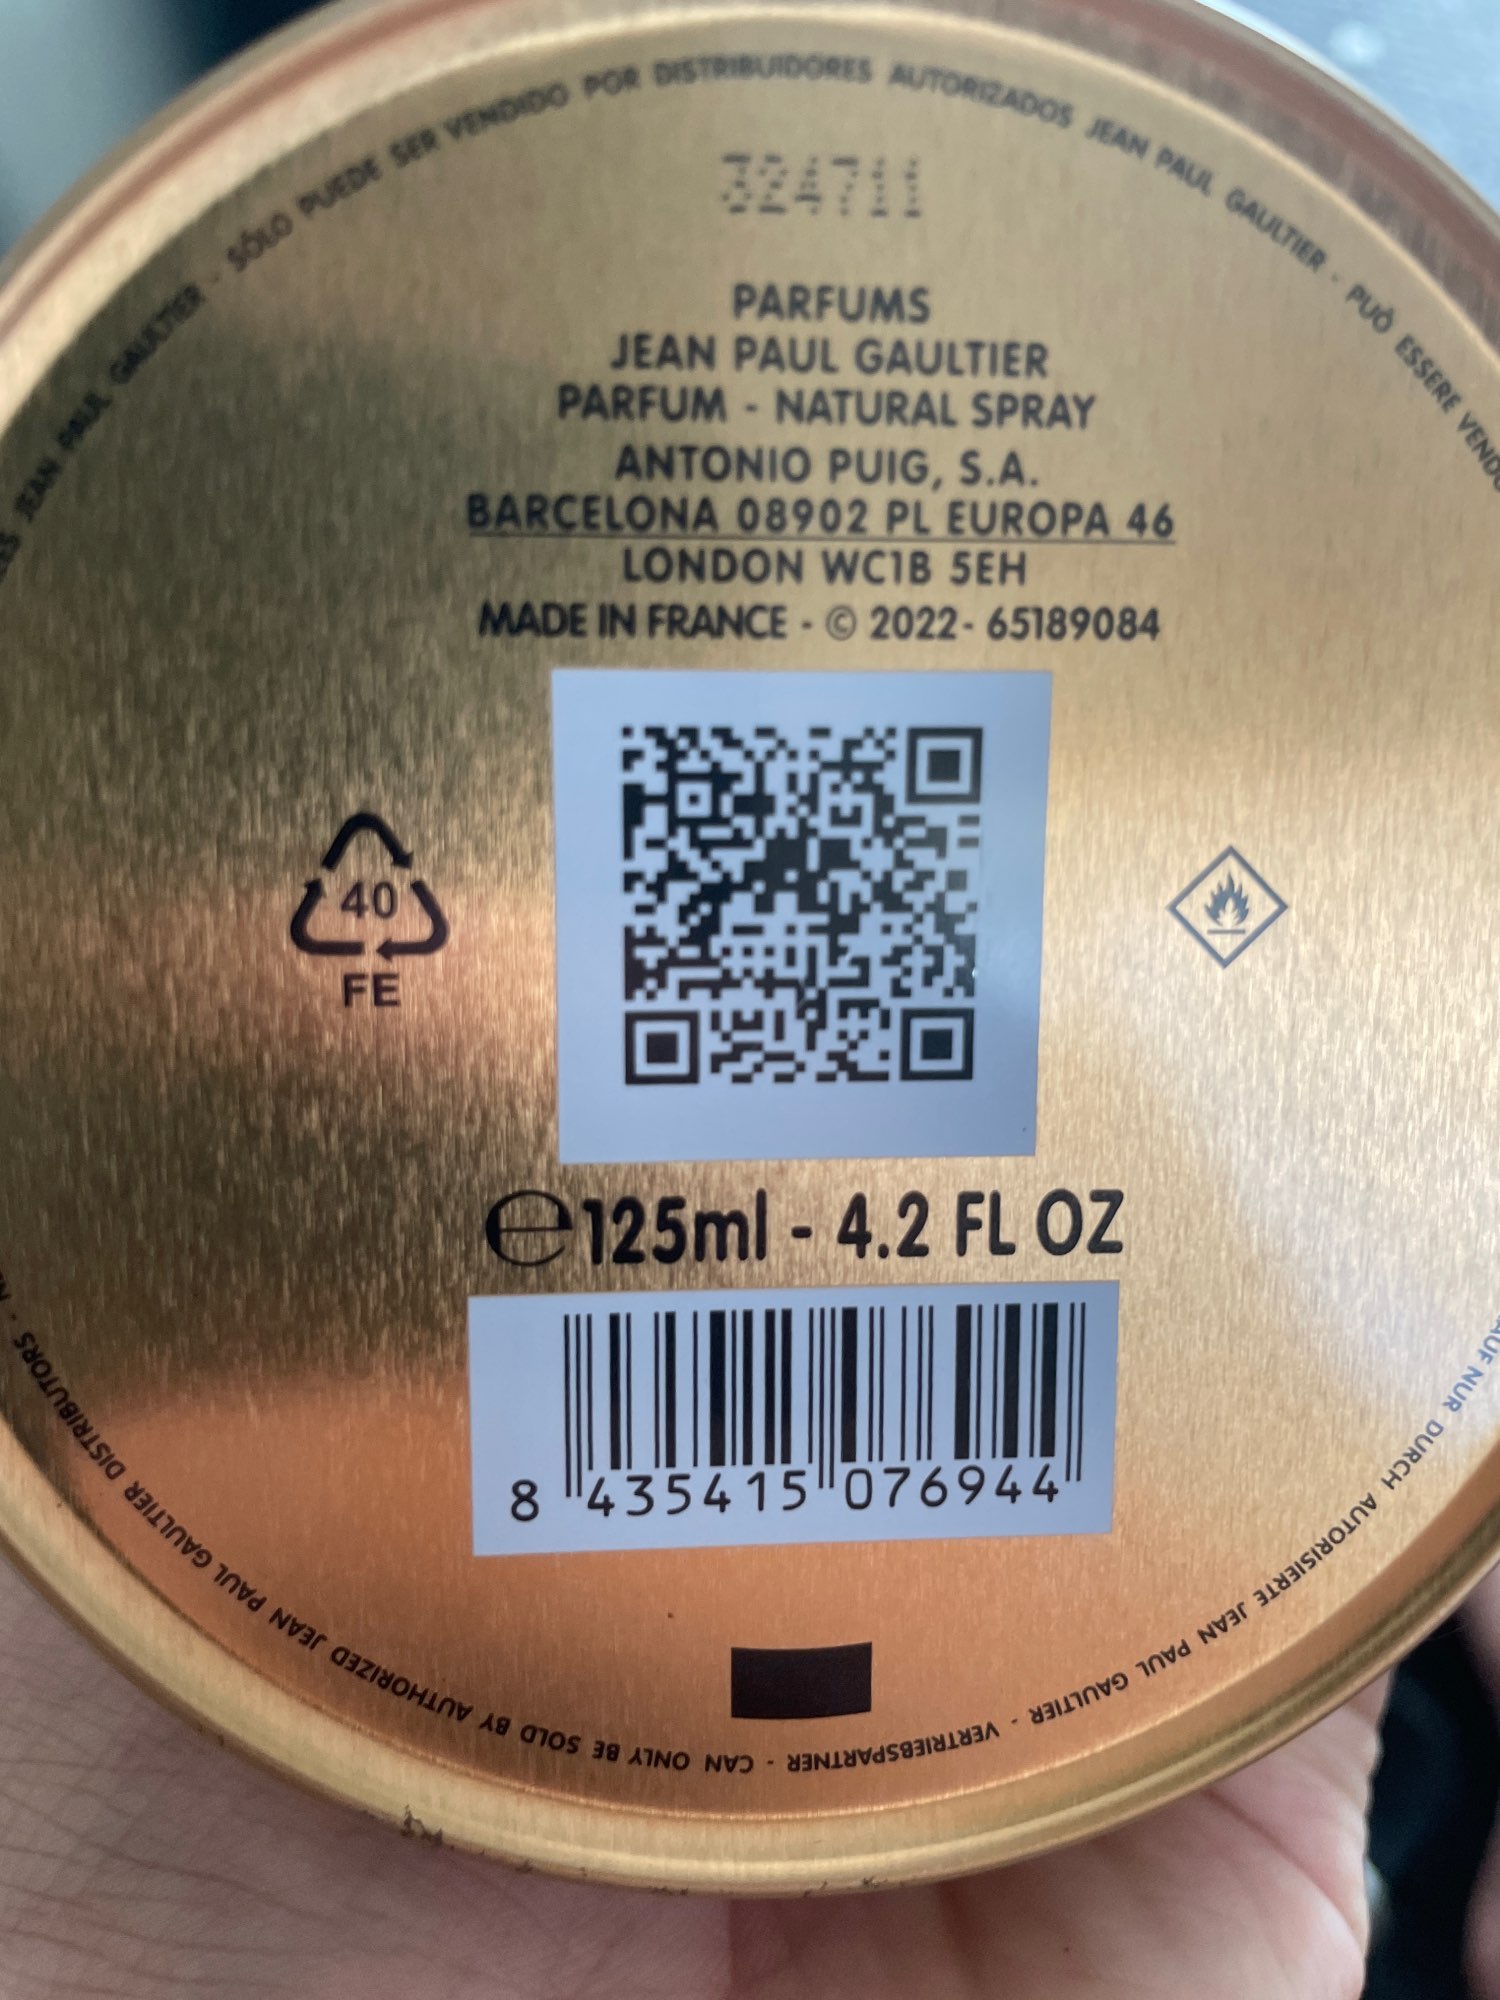 SÓLO PUEDE SER VENDIDO POR DISTRIBUIDORES AUTORIZADOS JEAN PAUL GAULTIER · PUÒ ESSERE
324711
PARFUMS
JEAN PAUL GAULTIER
PARFUM - NATURAL SPRAY
ANTONIO PUIG, S.A.
BARCELONA 08902 PL EUROPA 46
LONDON WC1B 5EH
MADE IN FRANCE - © 2022- 65189084
40
FE
℮125ml - 4.2 FL OZ
8 435415 076944
NUR DURCH AUTORISIERTE JEAN PAUL GAULTIER - VERTRIEBSPARTNER - CAN ONLY BE SOLD BY AUTHORIZED JEAN PAUL GAULTIER DISTRIBUTORS ·
JEAN PAUL GAULTIER ·